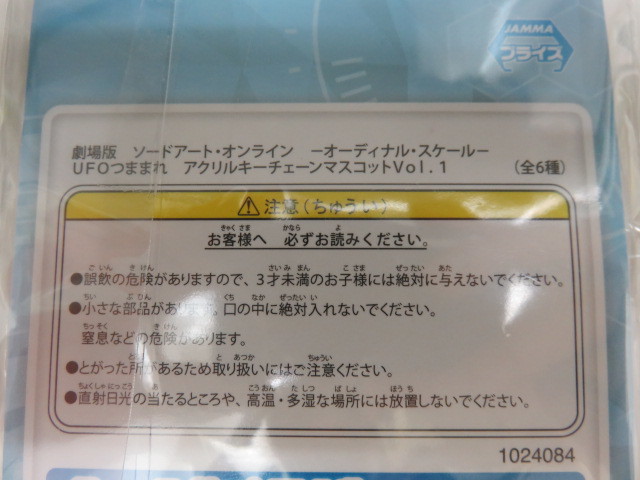 JAMMA
プライズ
劇場版　ソードアート・オンライン　−オーディナル・スケール−
UFOつままれ　アクリルキーチェーンマスコットVol.1　（全6種）
⚠注意（ちゅうい）
お客様へ　必ずお読みください。
●誤飲の危険がありますので、3才未満のお子様には絶対に与えないでください。
●小さな部品があります。口の中に絶対入れないでください。
窒息などの危険があります。
●とがった所があるため取り扱いにはご注意ください。
●直射日光の当たるところや、高温・多湿な場所には放置しないでください。
1024084